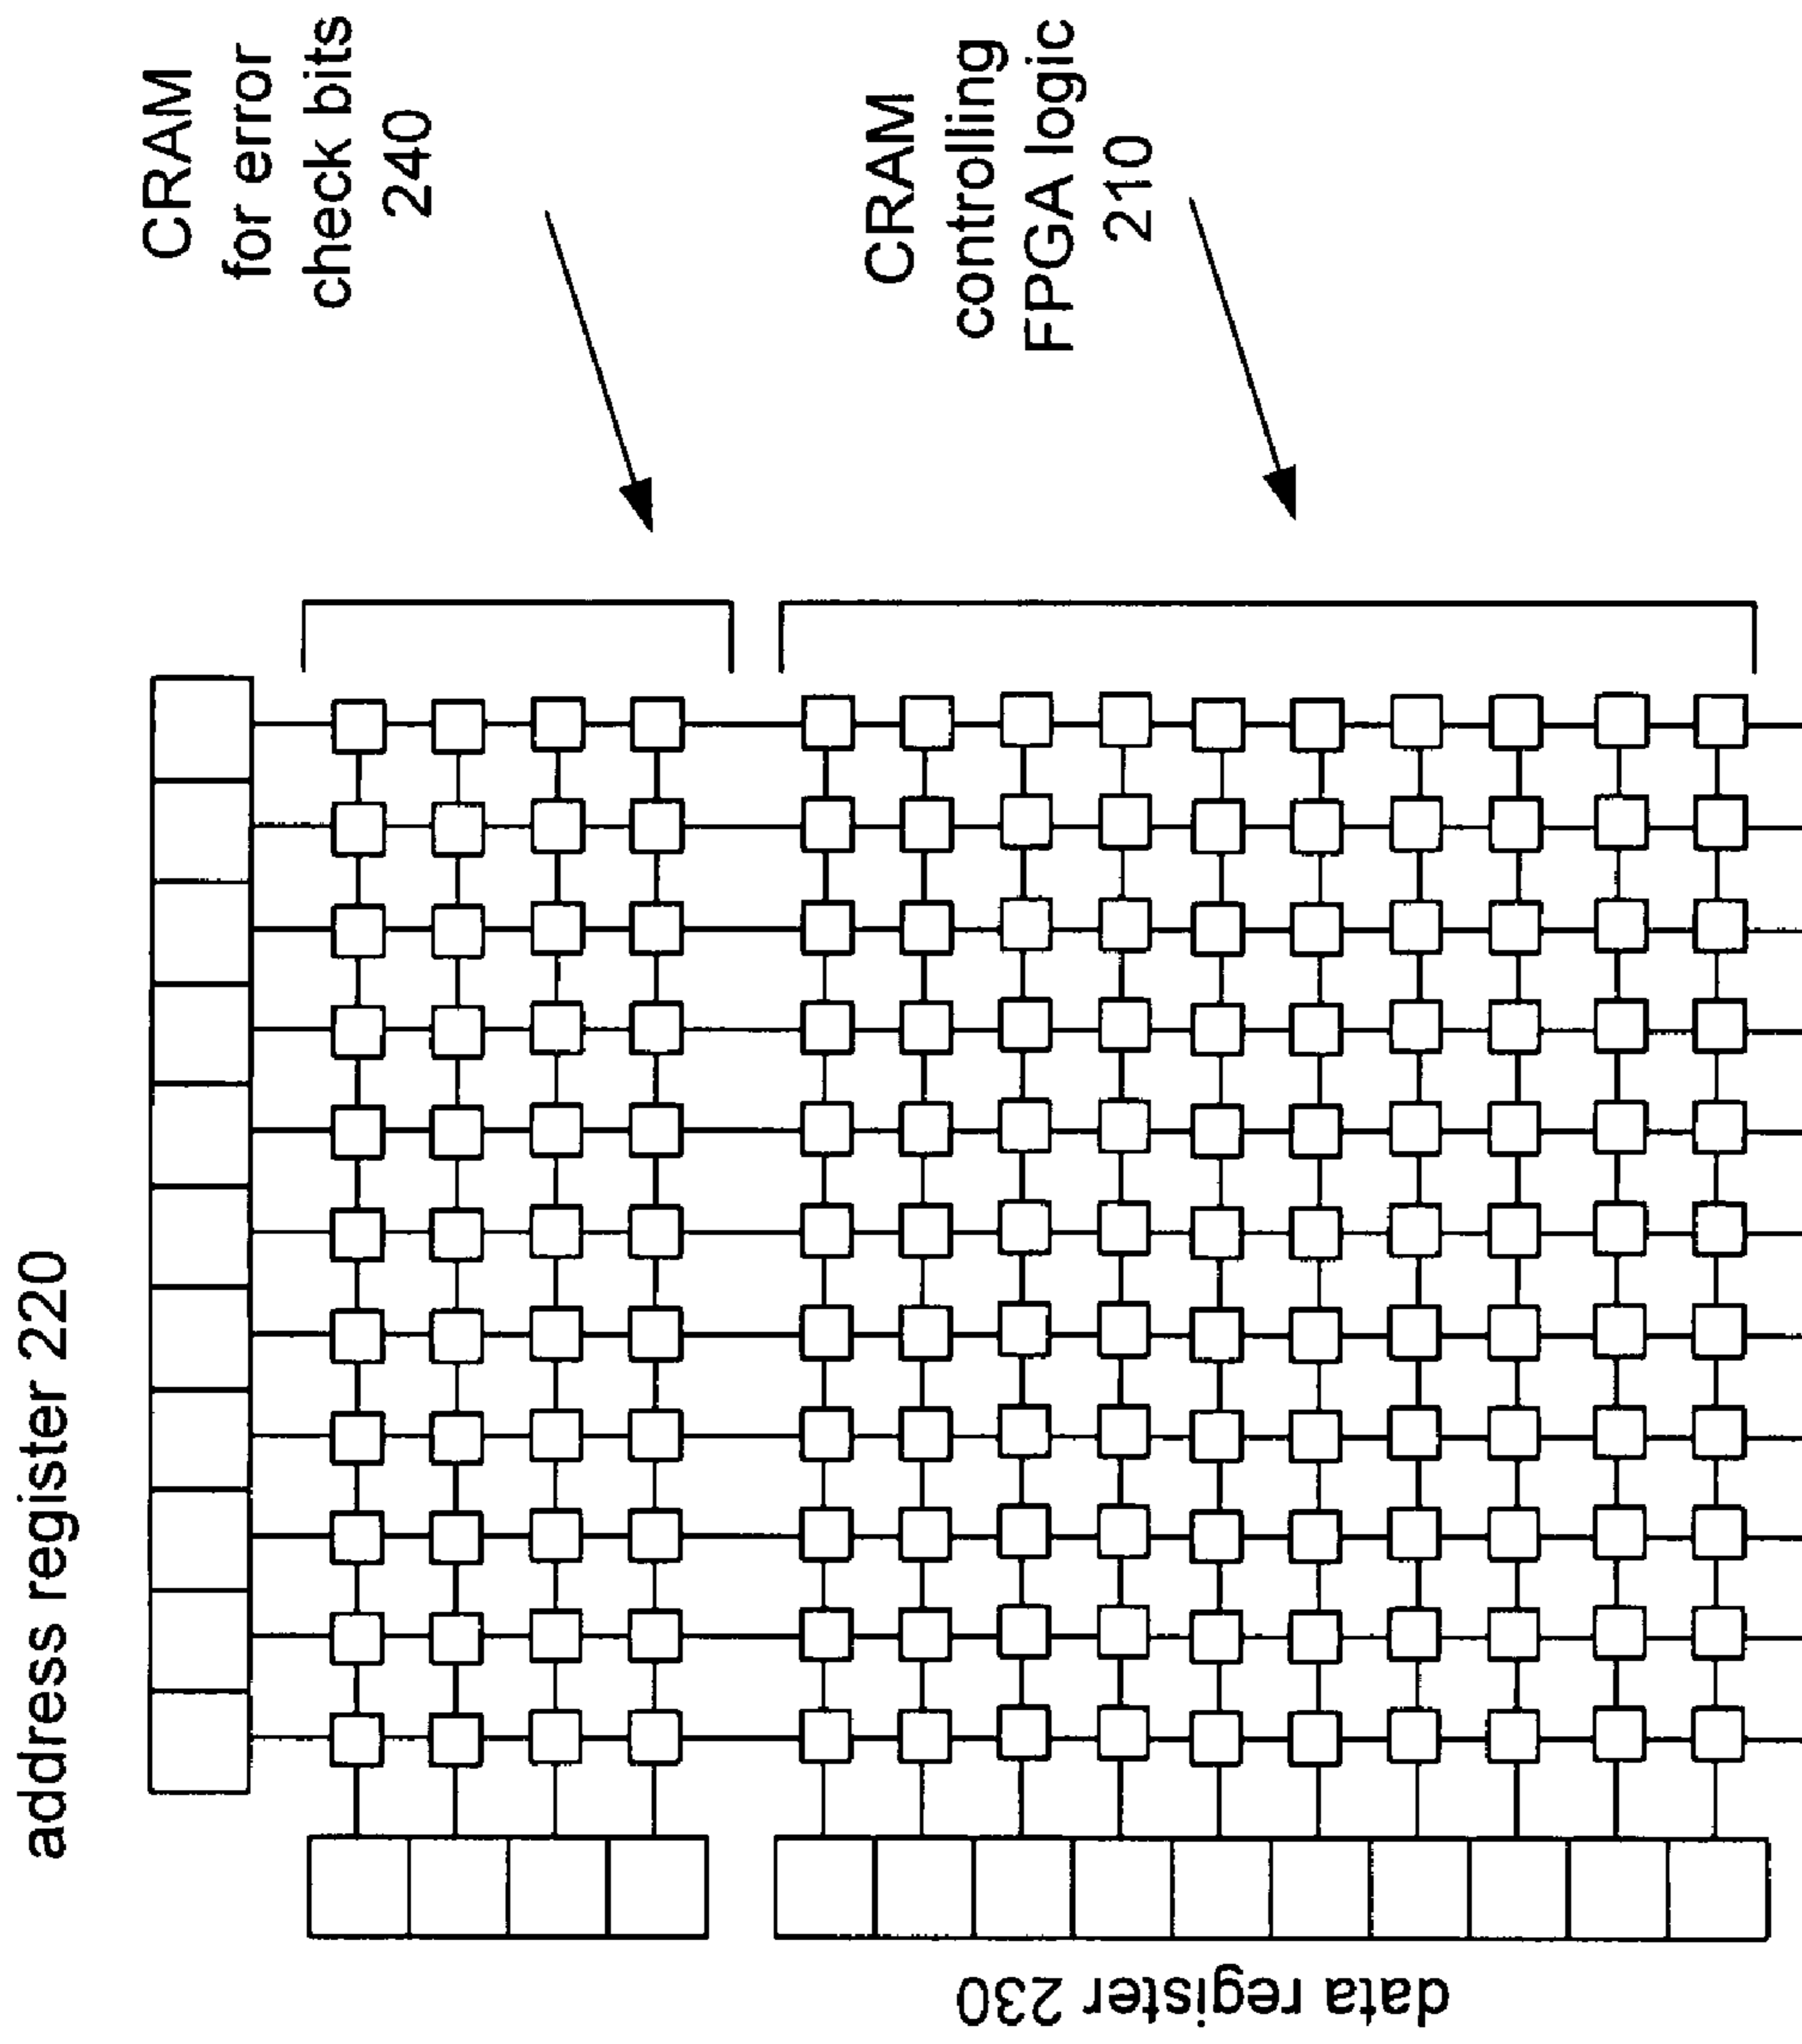 address register 220
CRAM
for error
check bits
240
CRAM
controlling
FPGA logic
210
data register 230